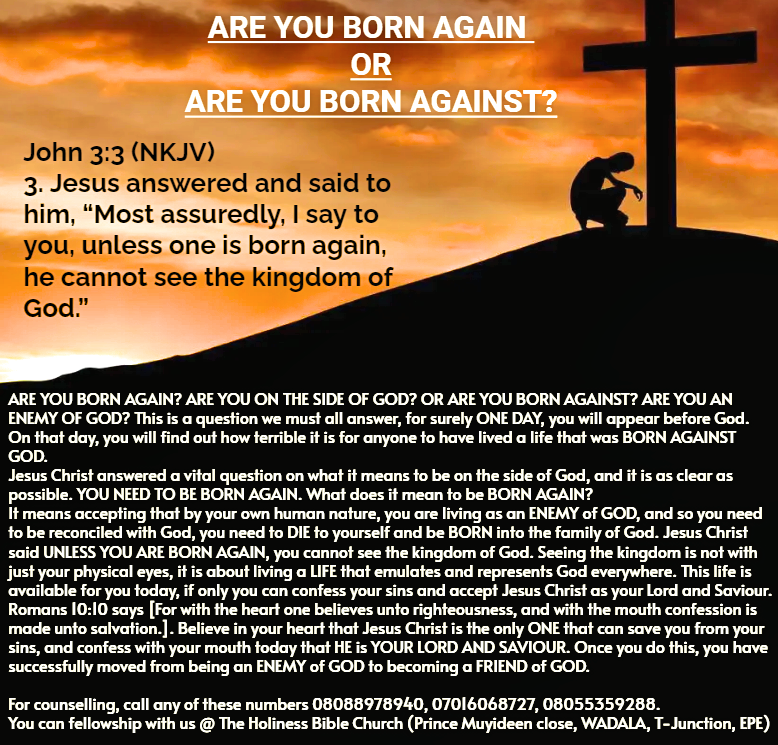 ARE YOU BORN AGAIN
OR
ARE YOU BORN AGAINST?
John 3:3 (NKJV)
3. Jesus answered and said to
him, “Most assuredly, I say to
you, unless one is born again,
he cannot see the kingdom of
God.”
ARE YOU BORN AGAIN? ARE YOU ON THE SIDE OF GOD? OR ARE YOU BORN AGAINST? ARE YOU AN
ENEMY OF GOD? This is a question we must all answer, for surely ONE DAY, you will appear before God.
On that day, you will find out how terrible it is for anyone to have lived a life that was BORN AGAINST
GOD.
Jesus Christ answered a vital question on what it means to be on the side of God, and it is as clear as
possible. YOU NEED TO BE BORN AGAIN. What does it mean to be BORN AGAIN?
It means accepting that by your own human nature, you are living as an ENEMY of GOD, and so you need
to be reconciled with God, you need to DIE to yourself and be BORN into the family of God. Jesus Christ
said UNLESS YOU ARE BORN AGAIN, you cannot see the kingdom of God. Seeing the kingdom is not with
just your physical eyes, it is about living a LIFE that emulates and represents God everywhere. This life is
available for you today, if only you can confess your sins and accept Jesus Christ as your Lord and Saviour.
Romans 10:10 says [For with the heart one believes unto righteousness, and with the mouth confession is
made unto salvation.]. Believe in your heart that Jesus Christ is the only ONE that can save you from your
sins, and confess with your mouth today that HE is YOUR LORD AND SAVIOUR. Once you do this, you have
successfully moved from being an ENEMY of GOD to becoming a FRIEND of GOD.
For counselling, call any of these numbers 08088978940, 07016068727, 08055359288.
You can fellowship with us @ The Holiness Bible Church (Prince Muyideen close, WADALA, T-Junction, EPE)